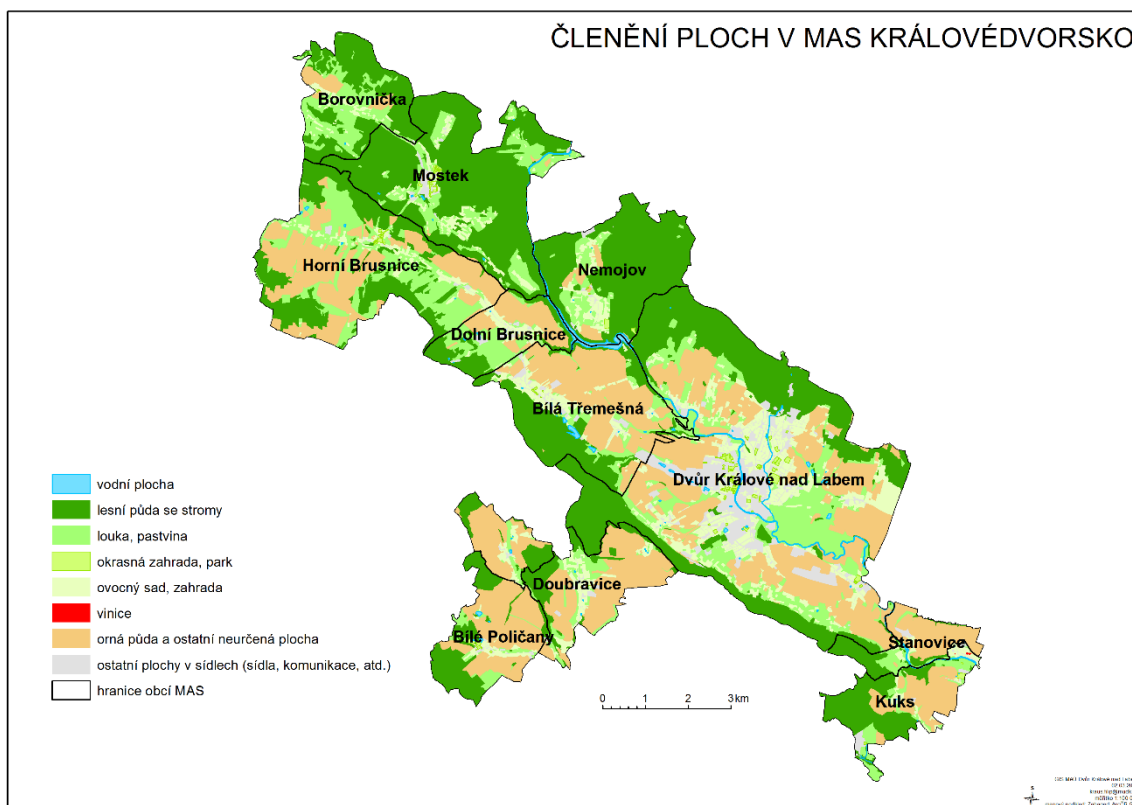 ČLENĚNÍ PLOCH V MAS KRÁLOVÉDVORSKO
Borovnička
Mostek
Horní Brusnice
Nemojov
Dolní Brusnice
Bílá Třemešná
Dvůr Králové nad Labem
Doubravice
Bílé Poličany
Stanovice
Kuks
vodní plocha
lesní půda se stromy
louka, pastvina
okrasná zahrada, park
ovocný sad, zahrada
vinice
orná půda a ostatní neurčená plocha
ostatní plochy v sídlech (sídla, komunikace, atd.)
hranice obcí MAS
0 1 2 3 km